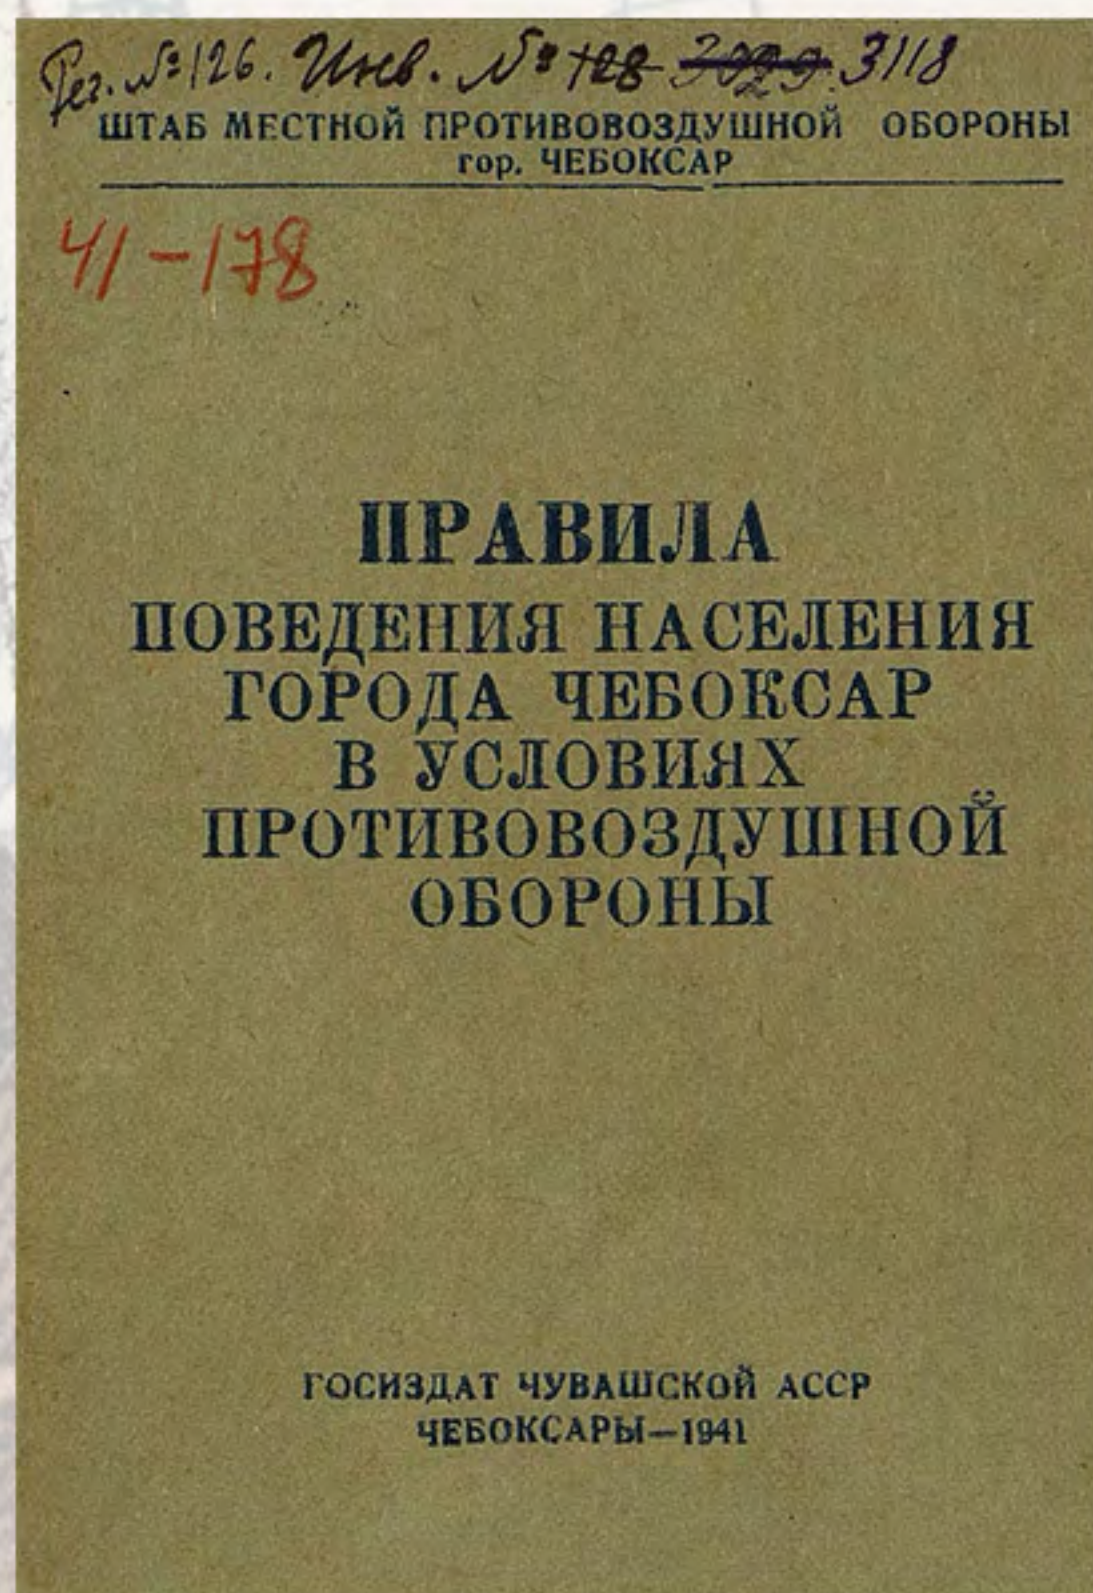 Рег. №126. Инв. № 128 3118
ШТАБ МЕСТНОЙ ПРОТИВОВОЗДУШНОЙ ОБОРОНЫ
гор. ЧЕБОКСАР
41-178
ПРАВИЛА
ПОВЕДЕНИЯ НАСЕЛЕНИЯ
ГОРОДА ЧЕБОКСАР
В УСЛОВИЯХ
ПРОТИВОВОЗДУШНОЙ
ОБОРОНЫ
ГОСИЗДАТ ЧУВАШСКОЙ АССР
ЧЕБОКСАРЫ—1941